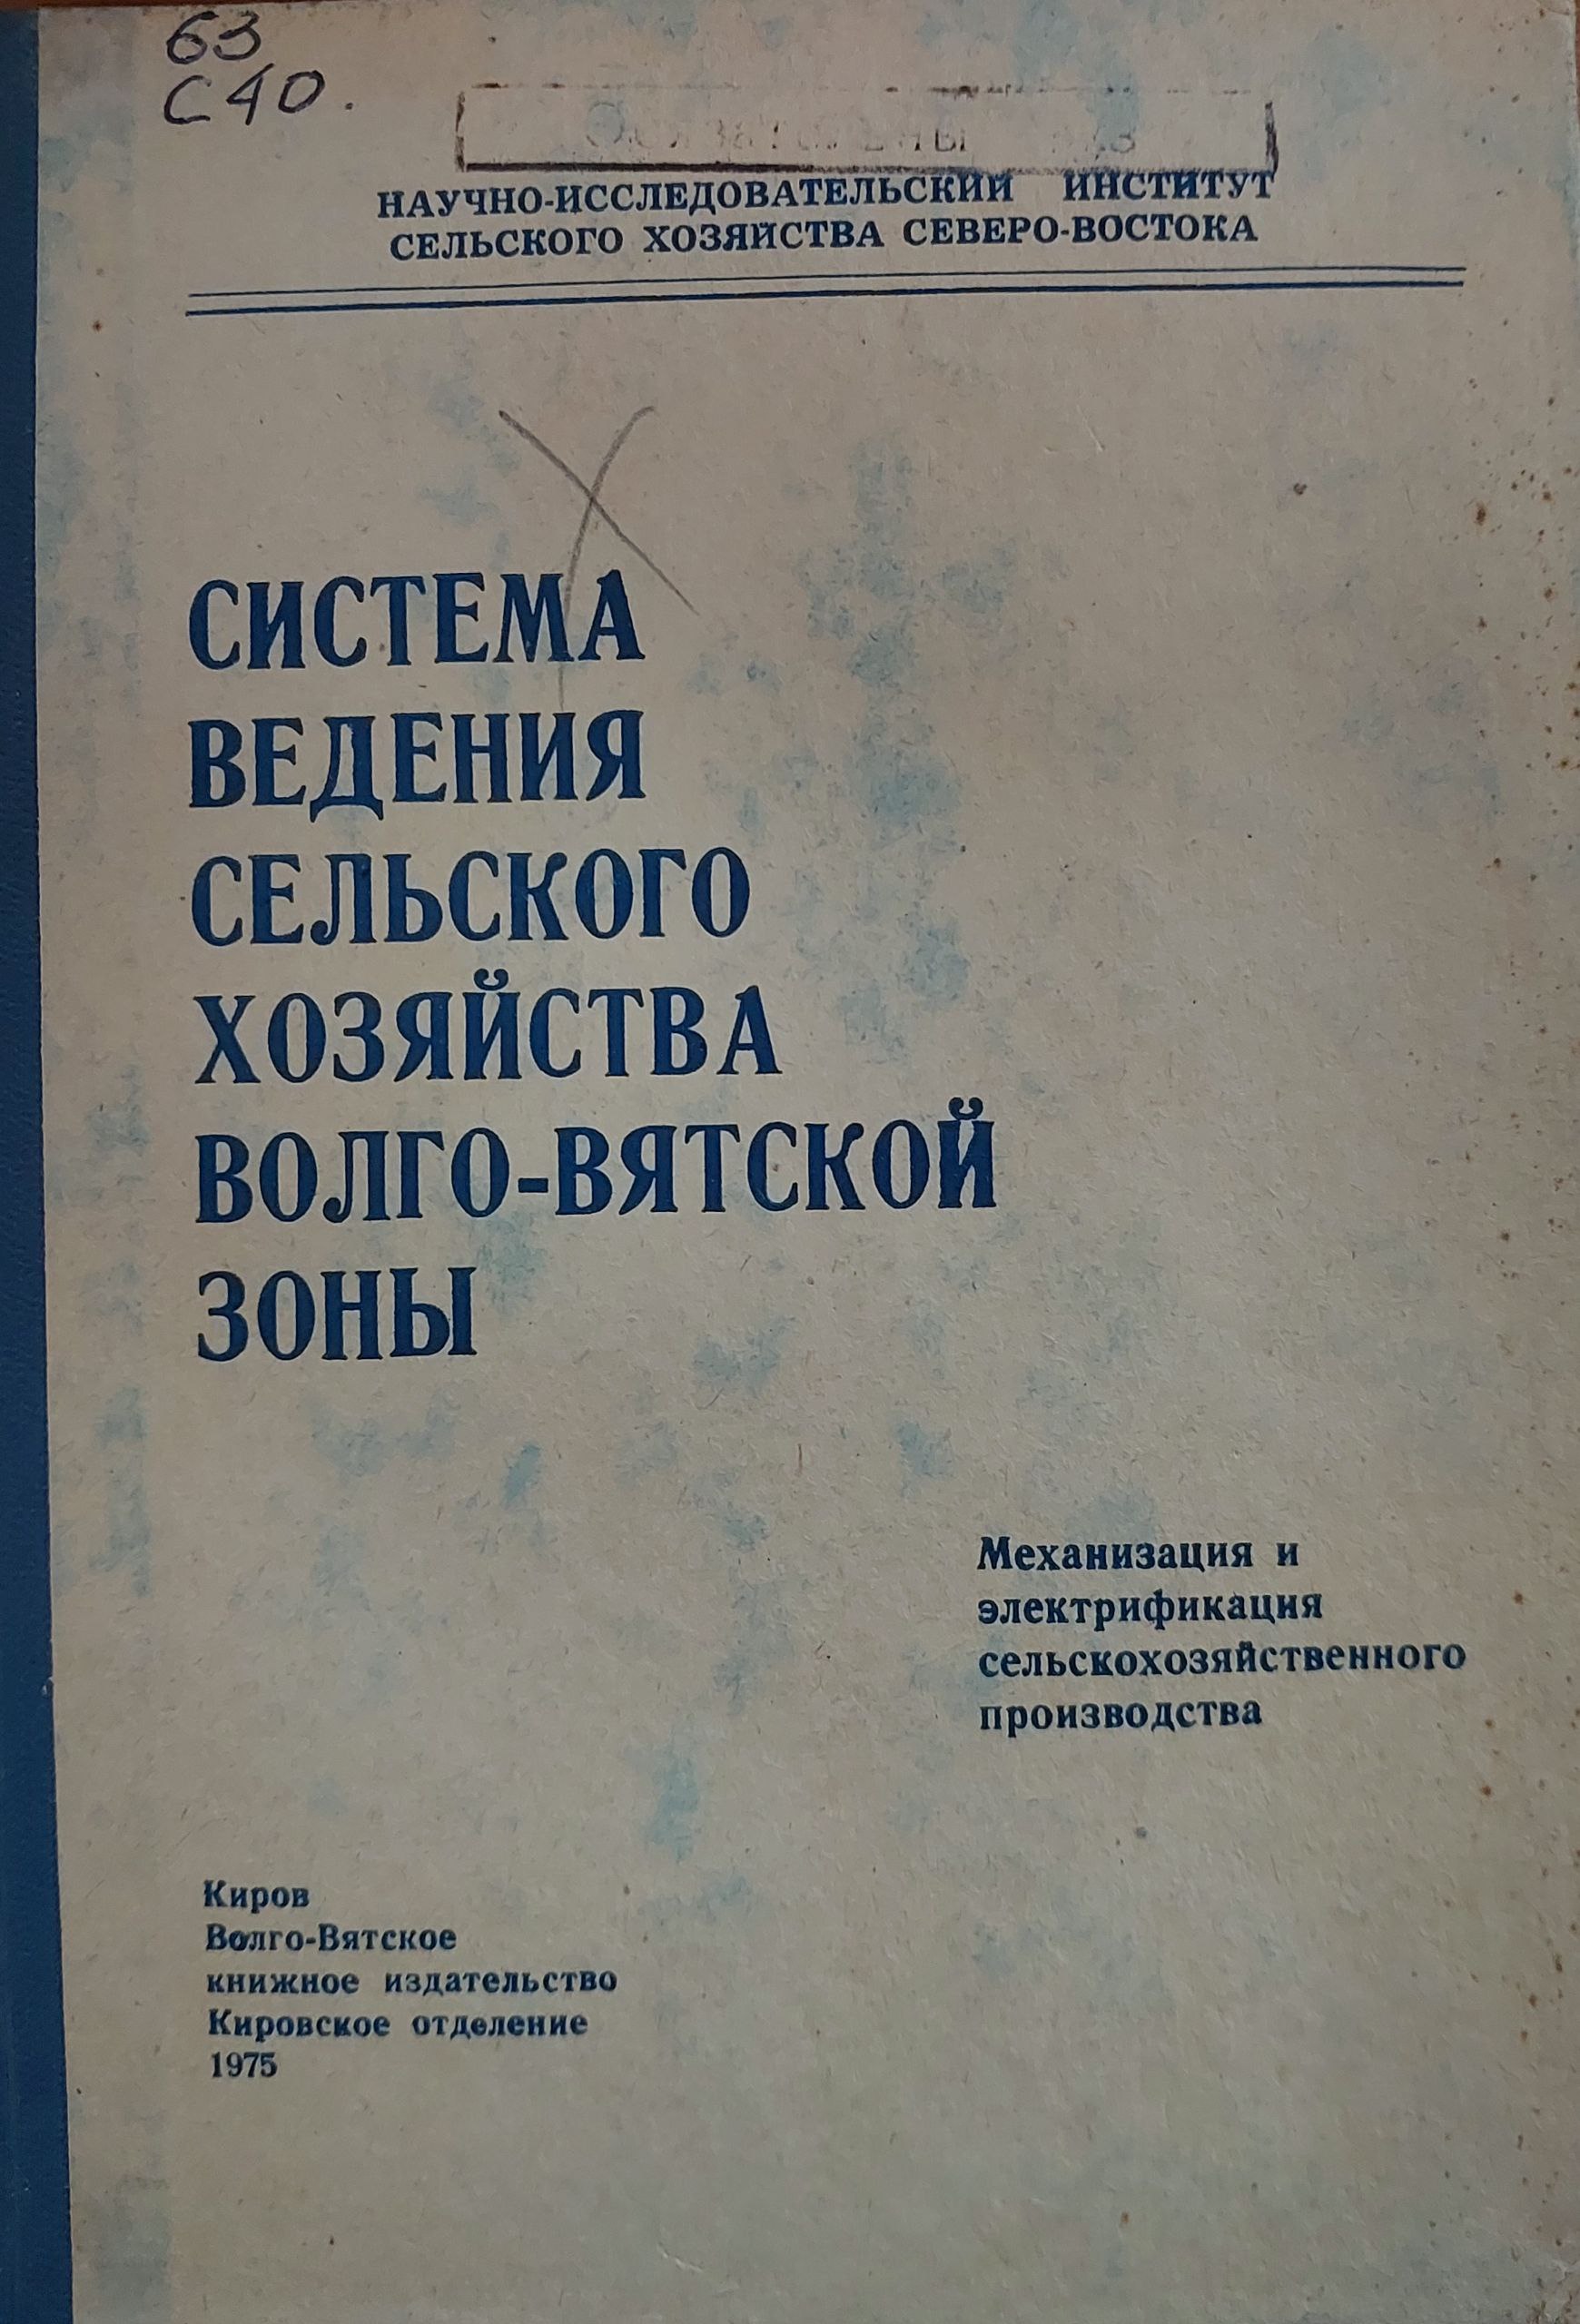 63
С40.
НАУЧНО-ИССЛЕДОВАТЕЛЬСКИЙ ИНСТИТУТ
СЕЛЬСКОГО ХОЗЯЙСТВА СЕВЕРО-ВОСТОКА
СИСТЕМА
ВЕДЕНИЯ
СЕЛЬСКОГО
ХОЗЯЙСТВА
ВОЛГО-ВЯТСКОЙ
ЗОНЫ
Механизация и
электрификация
сельскохозяйственного
производства
Киров
Волго-Вятское
книжное издательство
Кировское отделение
1975